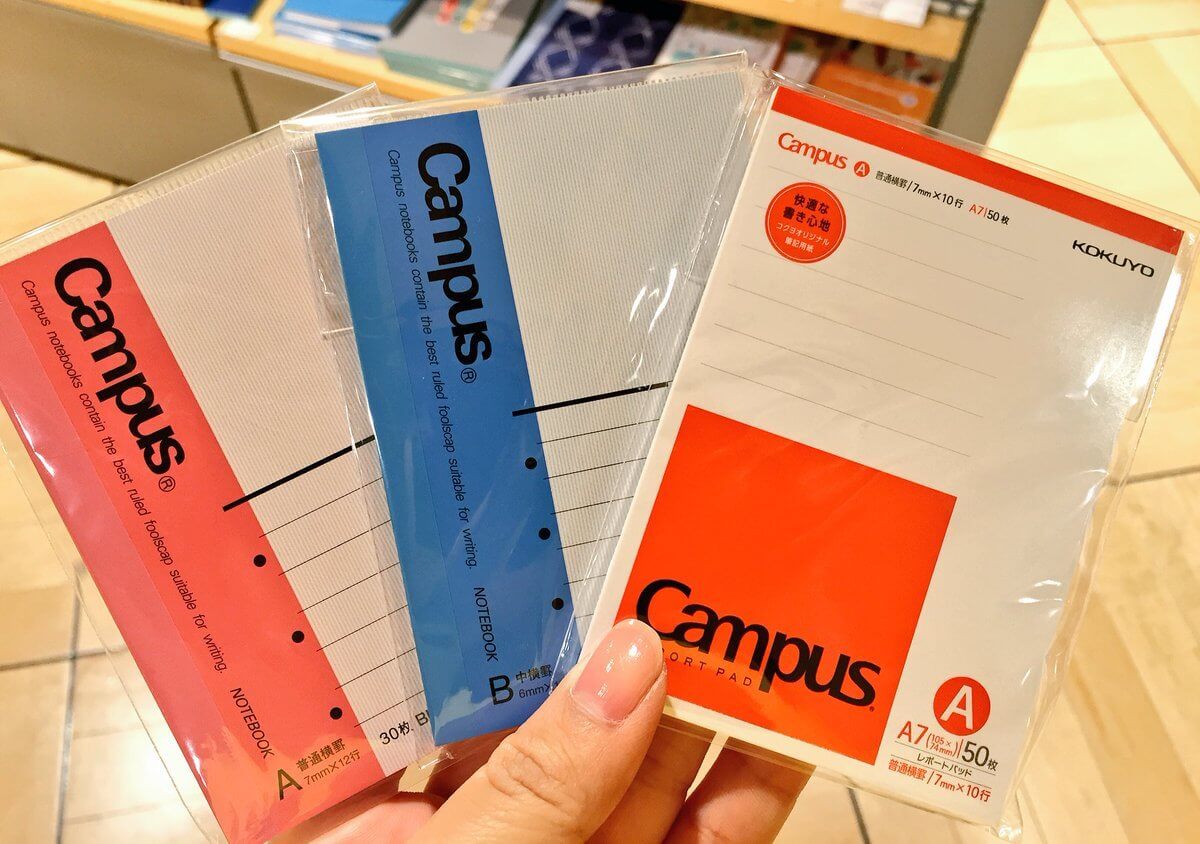 Campus®
Campus notebooks contain the best ruled foolscap suitable for writing.
NOTEBOOK
A 普通横罫
7mm×12行
30枚
Campus®
Campus notebooks contain the best ruled foolscap suitable for writing.
NOTEBOOK
B 中横罫
6mm×
Campus A 普通横罫/7mm×10行 A7 50枚
快適な
書き心地
コクヨオリジナル
筆記用紙
KOKUYO
Campus
PAD
A
A7(105×74mm) 50枚
レポートパッド
普通横罫/7mm×10行